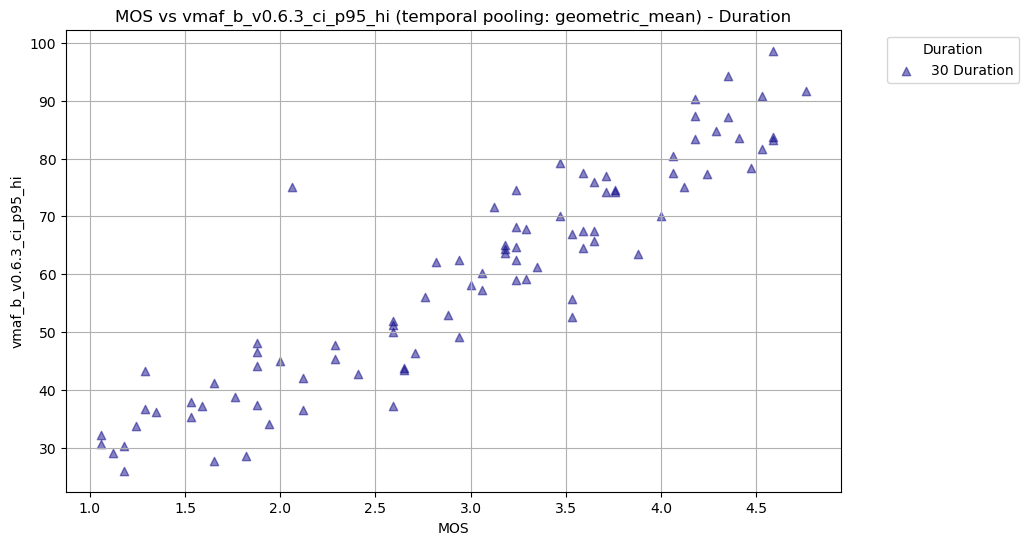 MOS vs vmaf_b_v0.6.3_ci_p95_hi (temporal pooling: geometric_mean) - Duration
Duration
30 Duration
vmaf_b_v0.6.3_ci_p95_hi
100
90
80
70
60
50
40
30
1.0 1.5 2.0 2.5 3.0 3.5 4.0 4.5
MOS